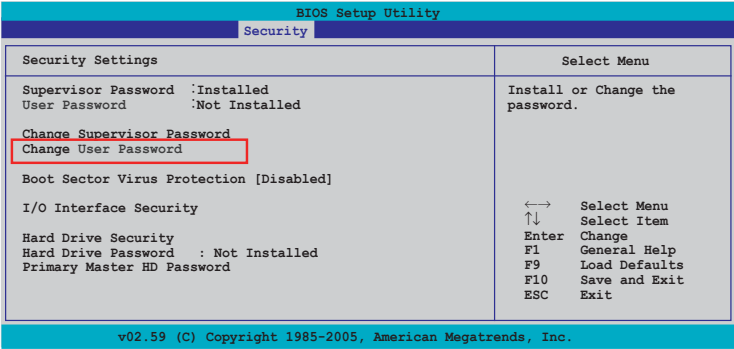 BIOS Setup Utility
Security
Security Settings
Supervisor Password :Installed
User Password :Not Installed
Change Supervisor Password
Change User Password
Boot Sector Virus Protection [Disabled]
I/O Interface Security
Hard Drive Security
Hard Drive Password : Not Installed
Primary Master HD Password
Select Menu
Install or Change the
password.
←→ Select Menu
↑↓ Select Item
Enter Change
F1 General Help
F9 Load Defaults
F10 Save and Exit
ESC Exit
v02.59 (C) Copyright 1985-2005, American Megatrends, Inc.